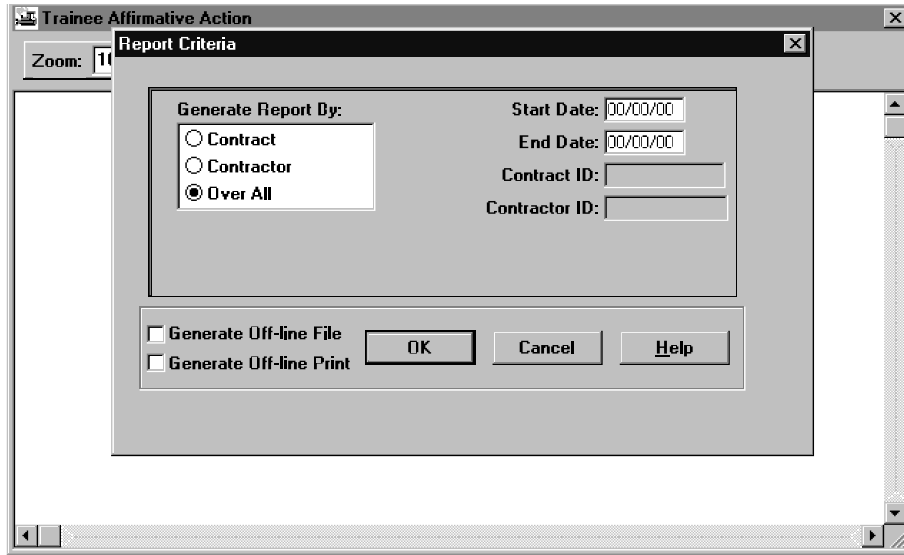 Trainee Affirmative Action
Report Criteria
Zoom:
Generate Report By:
Contract
Contractor
Over All
Start Date: 00/00/00
End Date: 00/00/00
Contract ID:
Contractor ID:
Generate Off-line File
Generate Off-line Print
OK
Cancel
Help